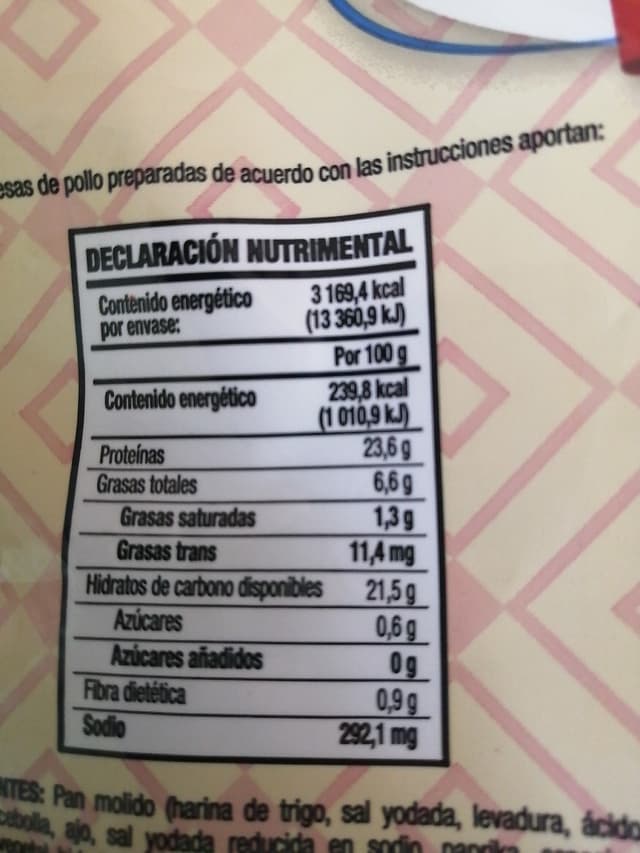 de pollo preparadas de acuerdo con las instrucciones aportan:
DECLARACIÓN NUTRIMENTAL
Contenido energético 3 169,4 kcal
por envase: (13 360,9 kJ)
Por 100 g
Contenido energético 239,8 kcal
(1 010,9 kJ)
Proteínas 23,6 g
Grasas totales 6,6 g
Grasas saturadas 1,3 g
Grasas trans 11,4 mg
Hidratos de carbono disponibles 21,5 g
Azúcares 0,6 g
Azúcares añadidos 0 g
Fibra dietética 0,9 g
Sodio 292,1 mg
NTES: Pan molido (harina de trigo, sal yodada, levadura, ácido
cebolla, ajo, sal yodada reducida en sodio, paprika